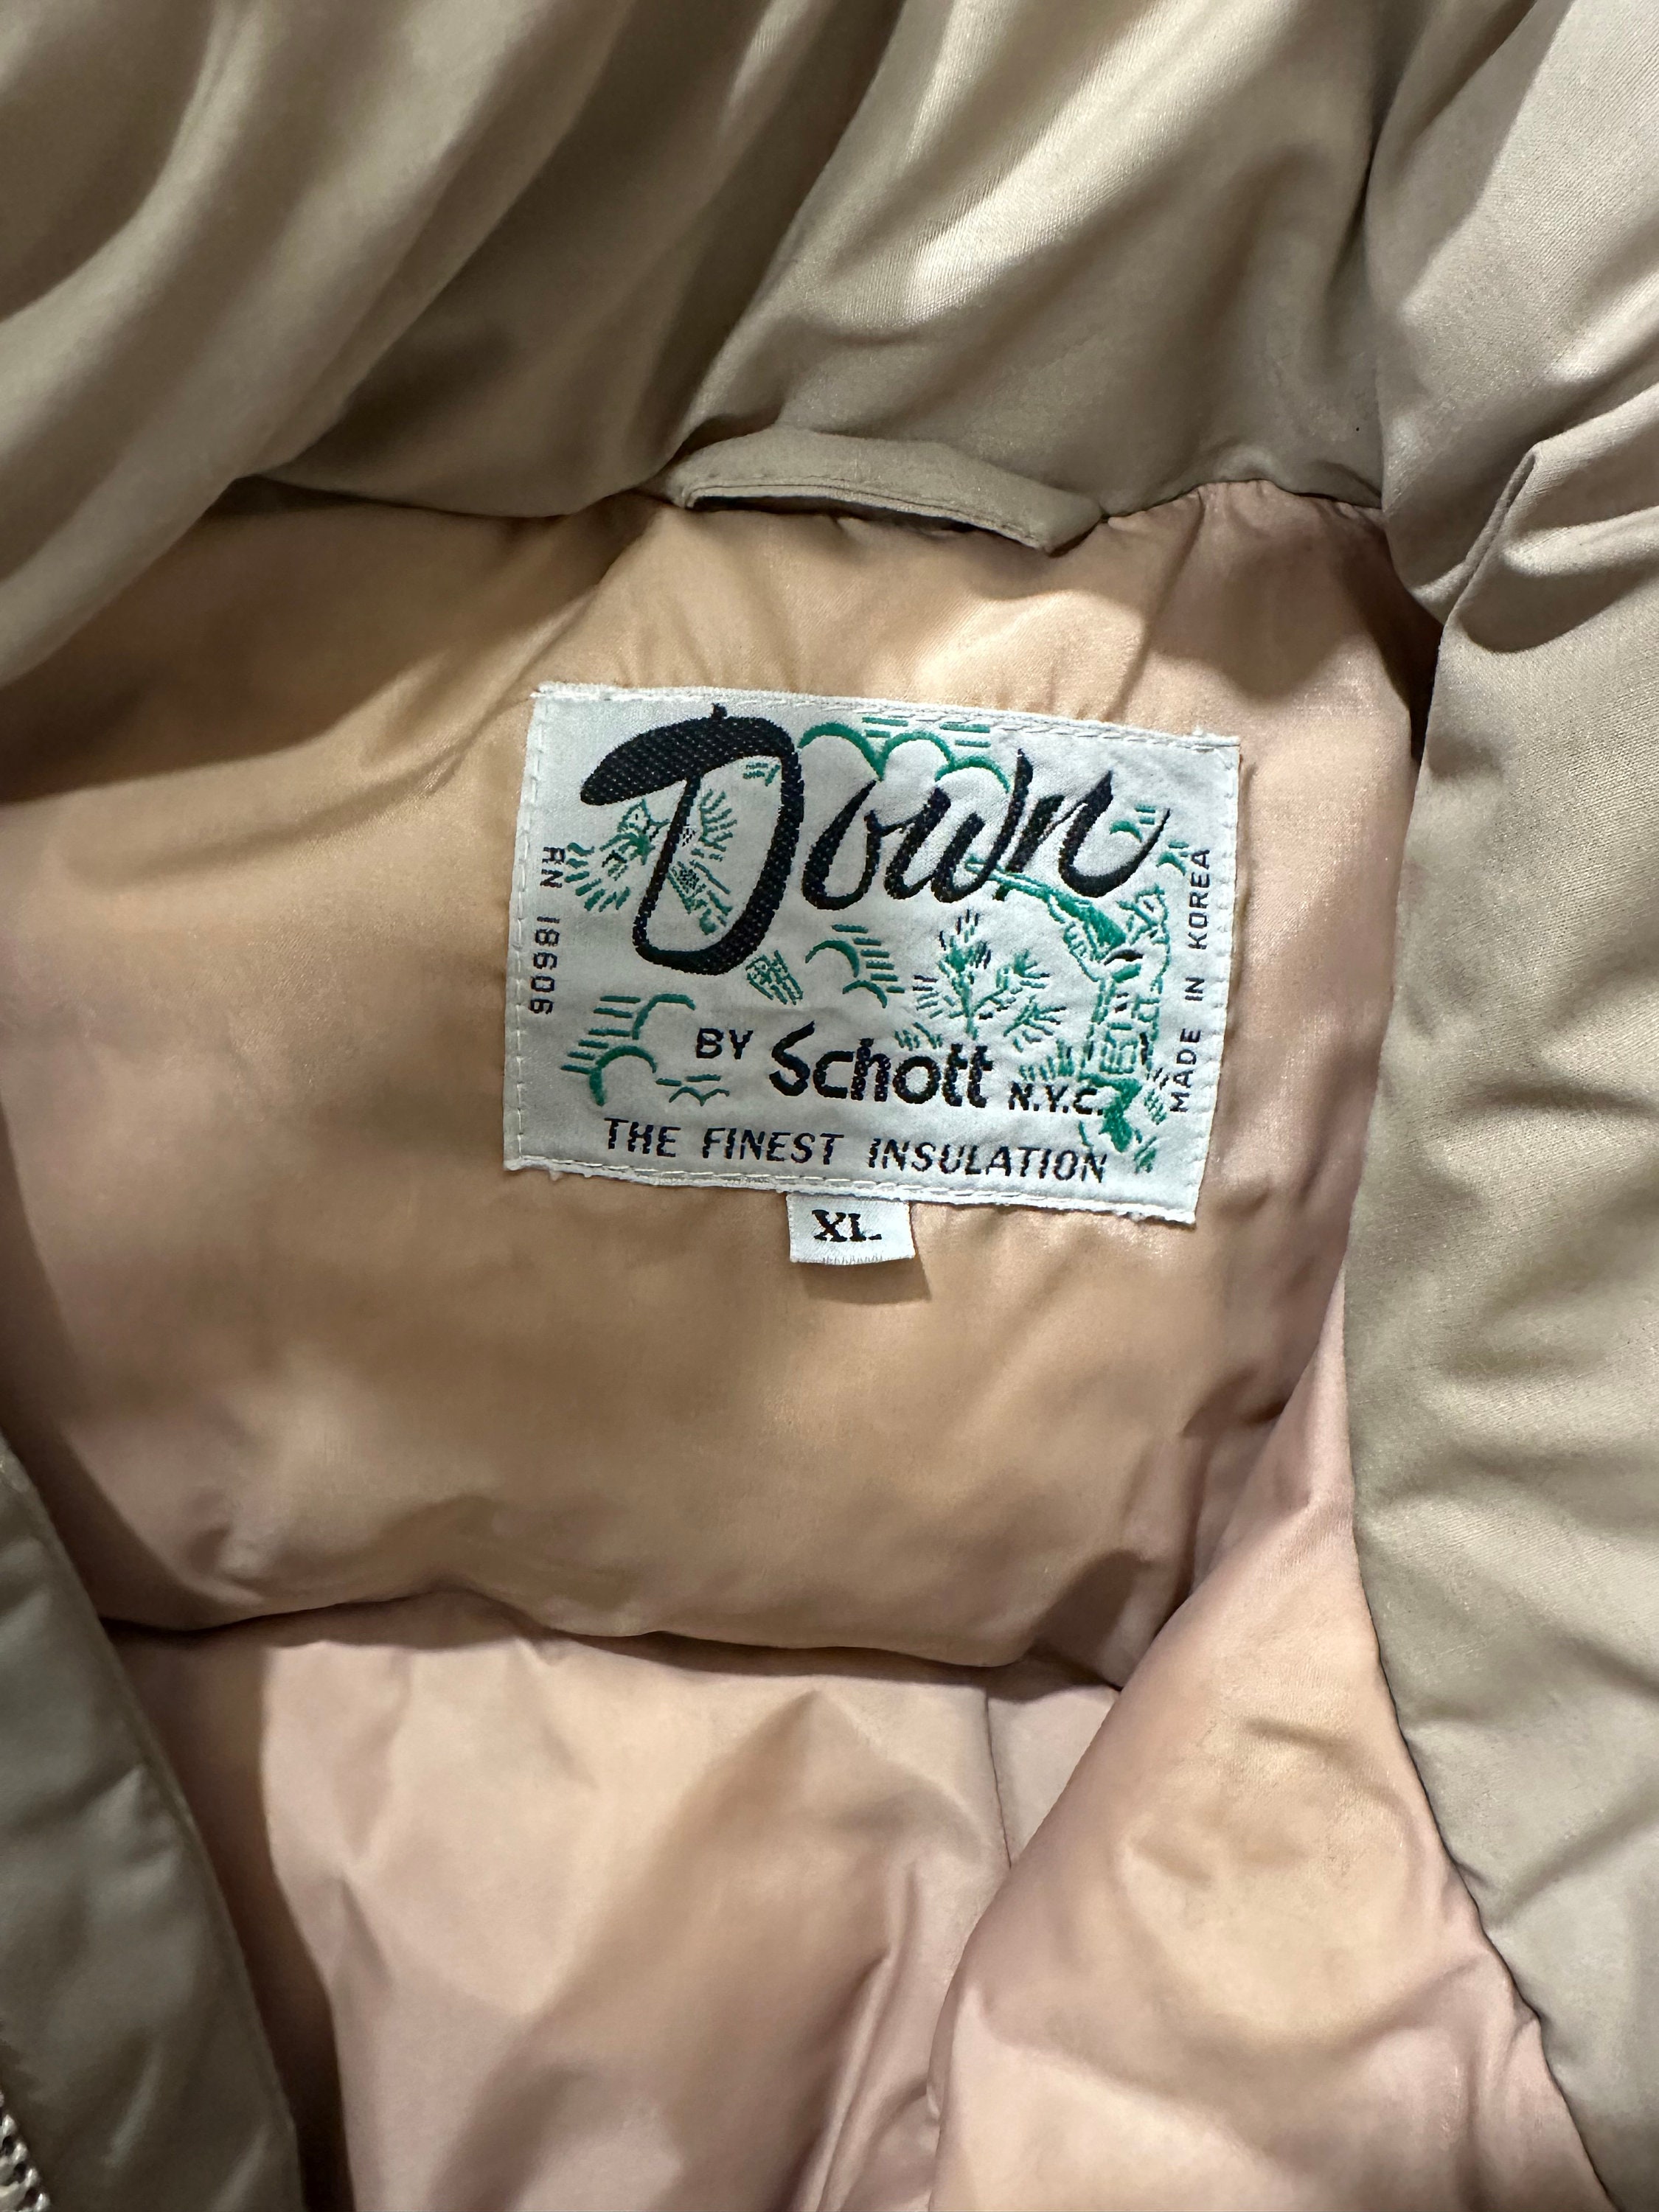 Down
RN 18606
BY Schott N.Y.C.
THE FINEST INSULATION
MADE IN KOREA
XL